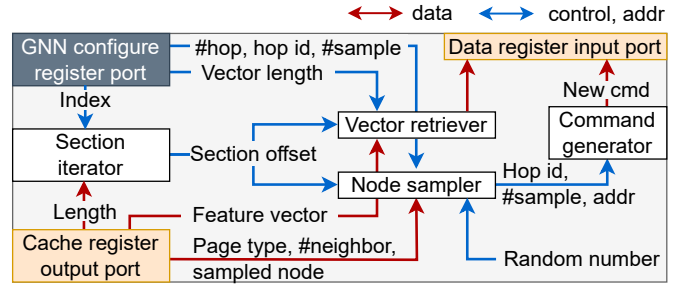 data
control, addr
GNN configure
register port
#hop, hop id, #sample
Data register input port
Vector length
Index
New cmd
Section
iterator
Vector retriever
Command
generator
Section offset
Node sampler
Hop id,
#sample, addr
Length
Feature vector
Cache register
output port
Page type, #neighbor,
sampled node
Random number